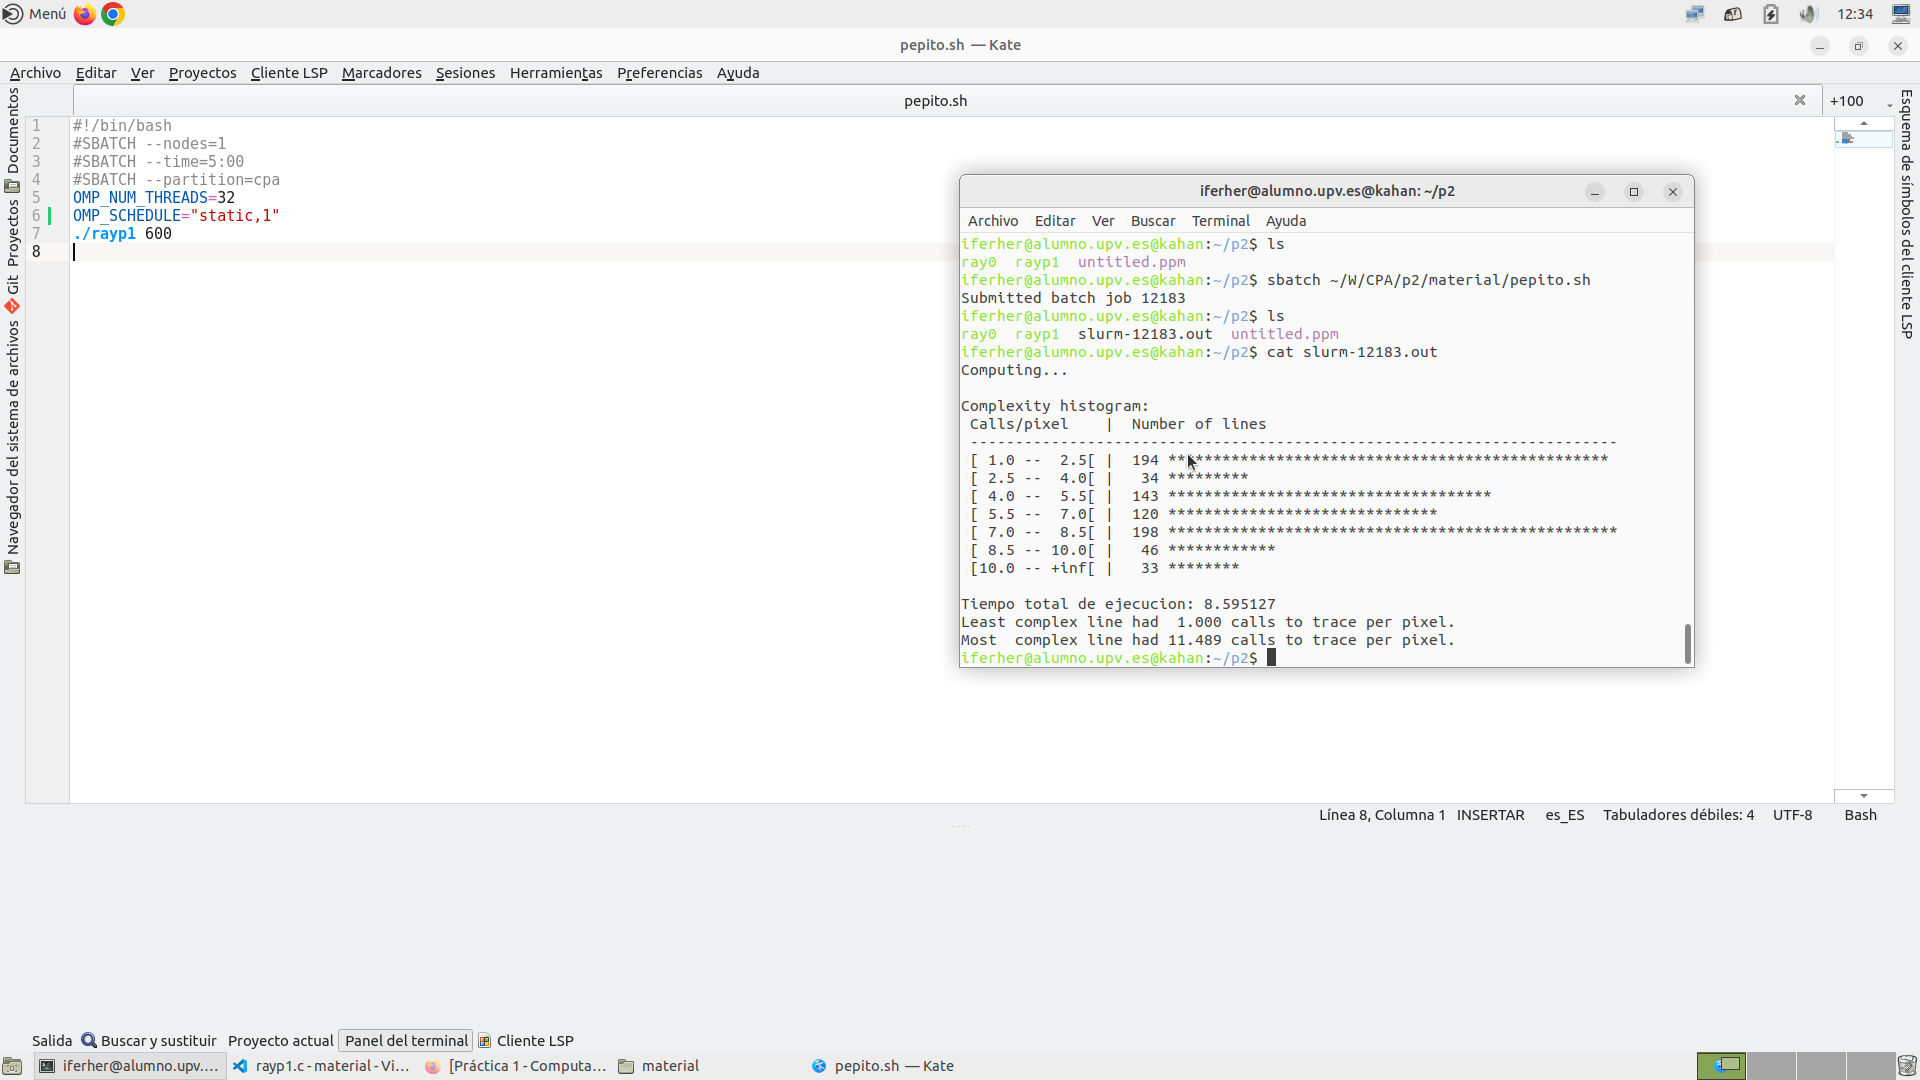 Menú
12:34
pepito.sh — Kate
Archivo Editar Ver Proyectos Cliente LSP Marcadores Sesiones Herramientas Preferencias Ayuda
pepito.sh
+100
Documentos
Proyectos
Git
Navegador del sistema de archivos
1 #!/bin/bash
2 #SBATCH --nodes=1
3 #SBATCH --time=5:00
4 #SBATCH --partition=cpa
5 OMP_NUM_THREADS=32
6 OMP_SCHEDULE="static,1"
7 ./rayp1 600
8
Esquema de símbolos del cliente LSP
iferher@alumno.upv.es@kahan: ~/p2
Archivo Editar Ver Buscar Terminal Ayuda
iferher@alumno.upv.es@kahan:~/p2$ ls
ray0 rayp1 untitled.ppm
iferher@alumno.upv.es@kahan:~/p2$ sbatch ~/W/CPA/p2/material/pepito.sh
Submitted batch job 12183
iferher@alumno.upv.es@kahan:~/p2$ ls
ray0 rayp1 slurm-12183.out untitled.ppm
iferher@alumno.upv.es@kahan:~/p2$ cat slurm-12183.out
Computing...
Complexity histogram:
Calls/pixel | Number of lines
------------------------------------------------------------------------
[ 1.0 -- 2.5[ | 194 *************************************************
[ 2.5 -- 4.0[ | 34 *********
[ 4.0 -- 5.5[ | 143 ************************************
[ 5.5 -- 7.0[ | 120 ******************************
[ 7.0 -- 8.5[ | 198 **************************************************
[ 8.5 -- 10.0[ | 46 ************
[10.0 -- +inf[ | 33 ********
Tiempo total de ejecucion: 8.595127
Least complex line had 1.000 calls to trace per pixel.
Most complex line had 11.489 calls to trace per pixel.
iferher@alumno.upv.es@kahan:~/p2$
Línea 8, Columna 1 INSERTAR es_ES Tabuladores débiles: 4 UTF-8 Bash
Salida Buscar y sustituir Proyecto actual Panel del terminal Cliente LSP
iferher@alumno.upv.... rayp1.c - material - Vi... [Práctica 1 - Computa... material pepito.sh — Kate